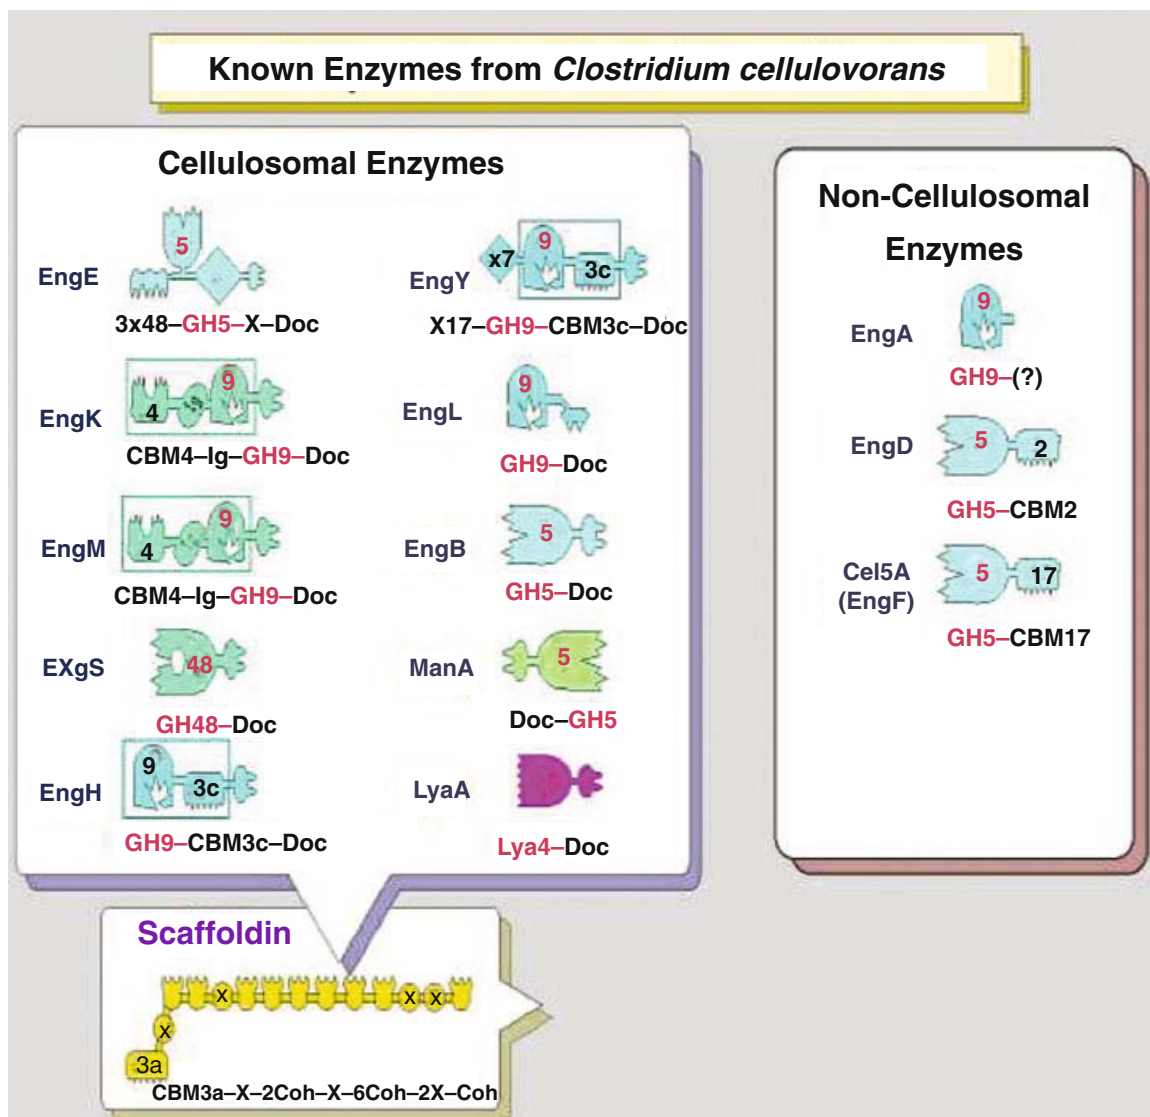 Known Enzymes from Clostridium cellulovorans
Cellulosomal Enzymes
EngE
5
3x48–GH5–X–Doc
EngK
4
9
CBM4–Ig–GH9–Doc
EngM
4
9
CBM4–Ig–GH9–Doc
EXgS
48
GH48–Doc
EngH
9
3c
GH9–CBM3c–Doc
EngY
x7
9
3c
X17–GH9–CBM3c–Doc
EngL
9
GH9–Doc
EngB
5
GH5–Doc
ManA
5
Doc–GH5
LyaA
Lya4–Doc
Non-Cellulosomal
Enzymes
EngA
9
GH9–(?)
EngD
5
2
GH5–CBM2
Cel5A
(EngF)
5
17
GH5–CBM17
Scaffoldin
x
x
x
x
3a
CBM3a–X–2Coh–X–6Coh–2X–Coh